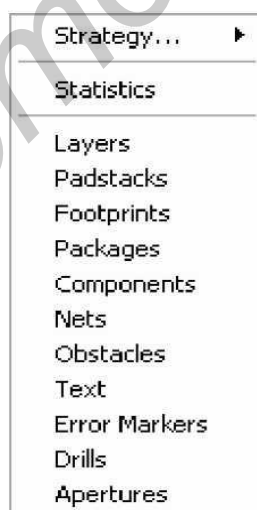 Strategy...
Statistics
Layers
Padstacks
Footprints
Packages
Components
Nets
Obstacles
Text
Error Markers
Drills
Apertures